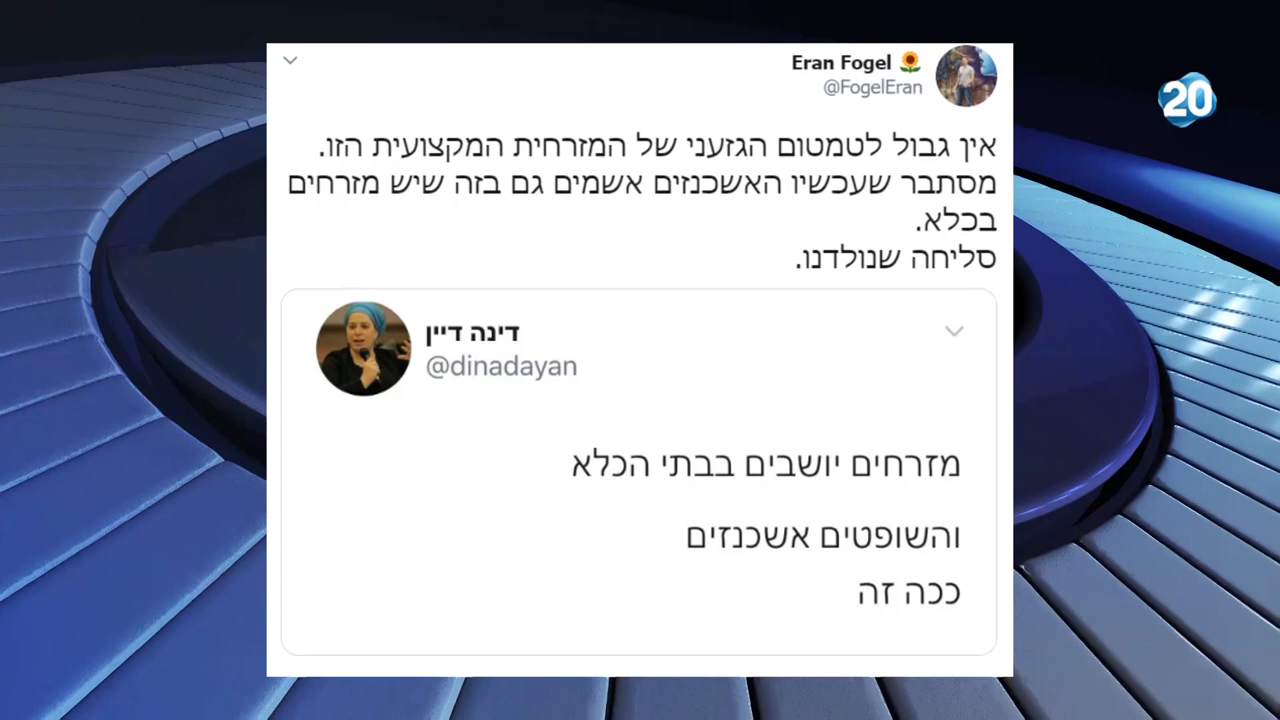 20
Eran Fogel 🌻
@FogelEran
אין גבול לטמטום הגזעני של המזרחית המקצועית הזו.
מסתבר שעכשיו האשכנזים אשמים גם בזה שיש מזרחים
בכלא.
סליחה שנולדנו.
דינה דיין
@dinadayan
מזרחים יושבים בבתי הכלא
והשופטים אשכנזים
ככה זה